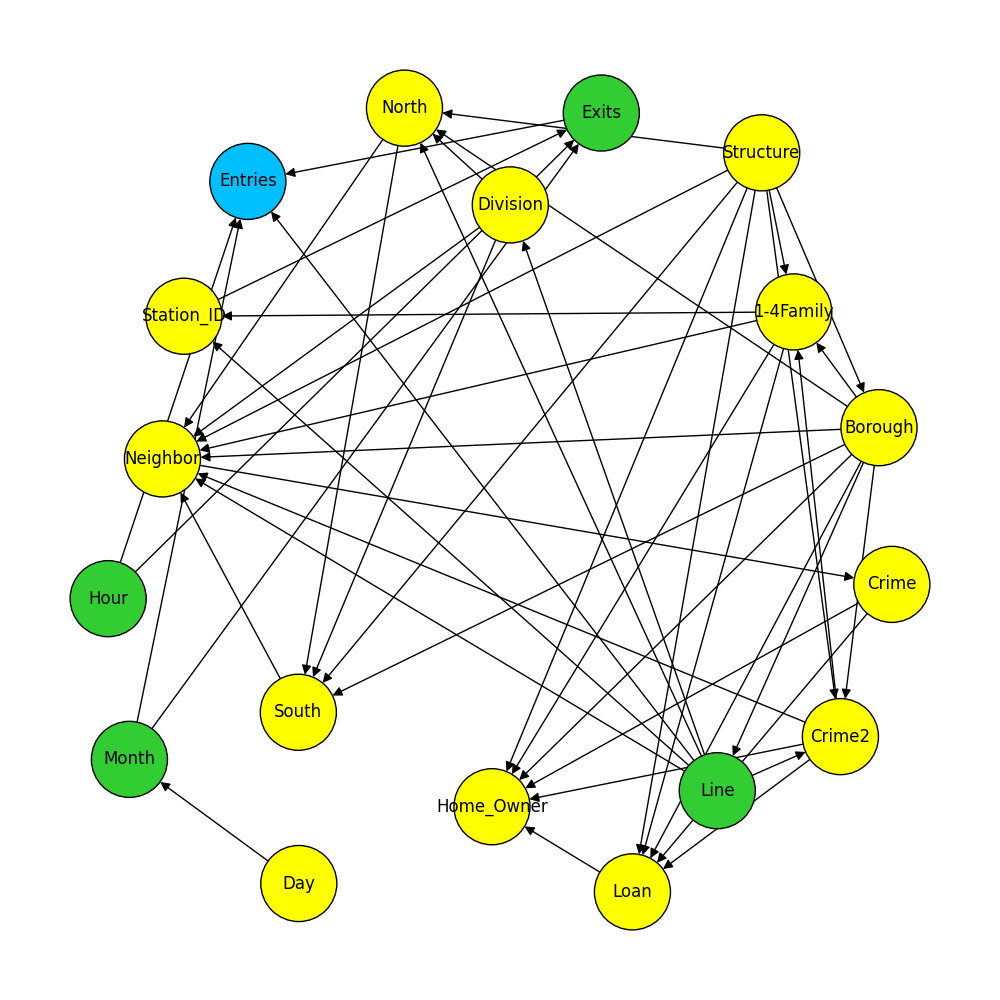 North
Exits
Structure
Entries
Division
Station_ID
1-4Family
Borough
Neighbor
Crime
Hour
South
Crime2
Month
Line
Home_Owner
Day
Loan